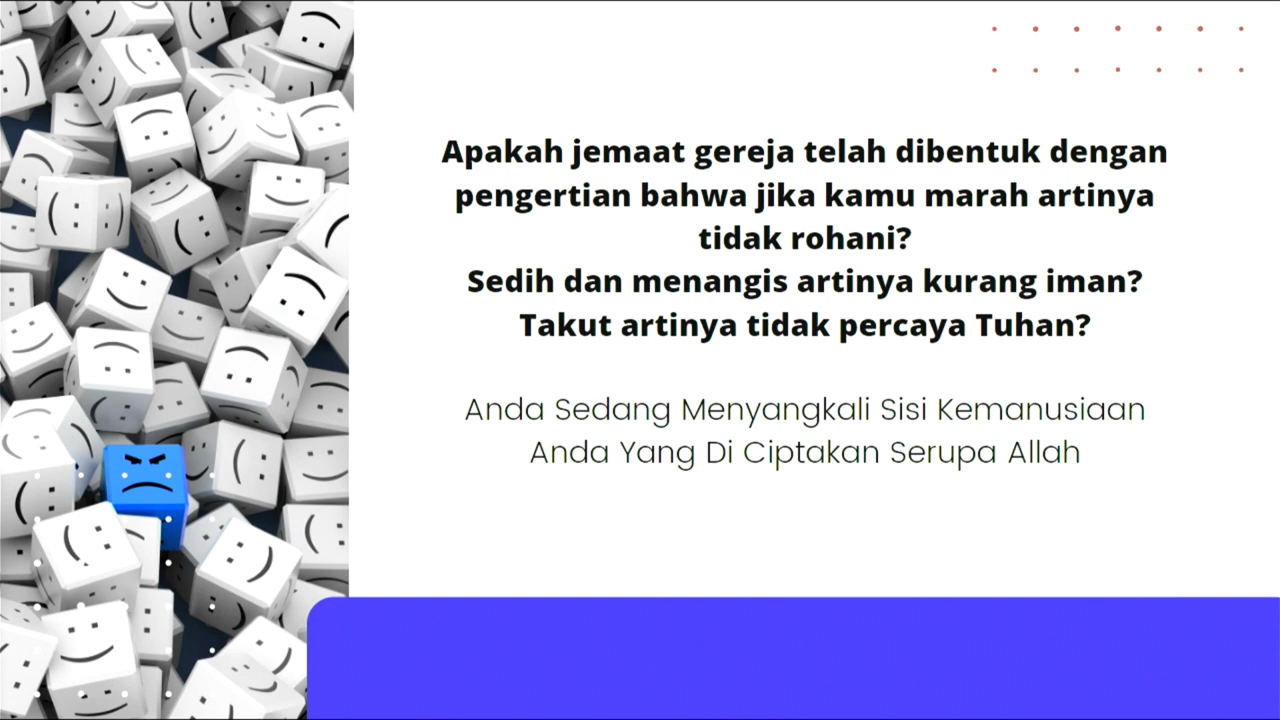 Apakah jemaat gereja telah dibentuk dengan
pengertian bahwa jika kamu marah artinya
tidak rohani?
Sedih dan menangis artinya kurang iman?
Takut artinya tidak percaya Tuhan?
Anda Sedang Menyangkali Sisi Kemanusiaan
Anda Yang Di Ciptakan Serupa Allah